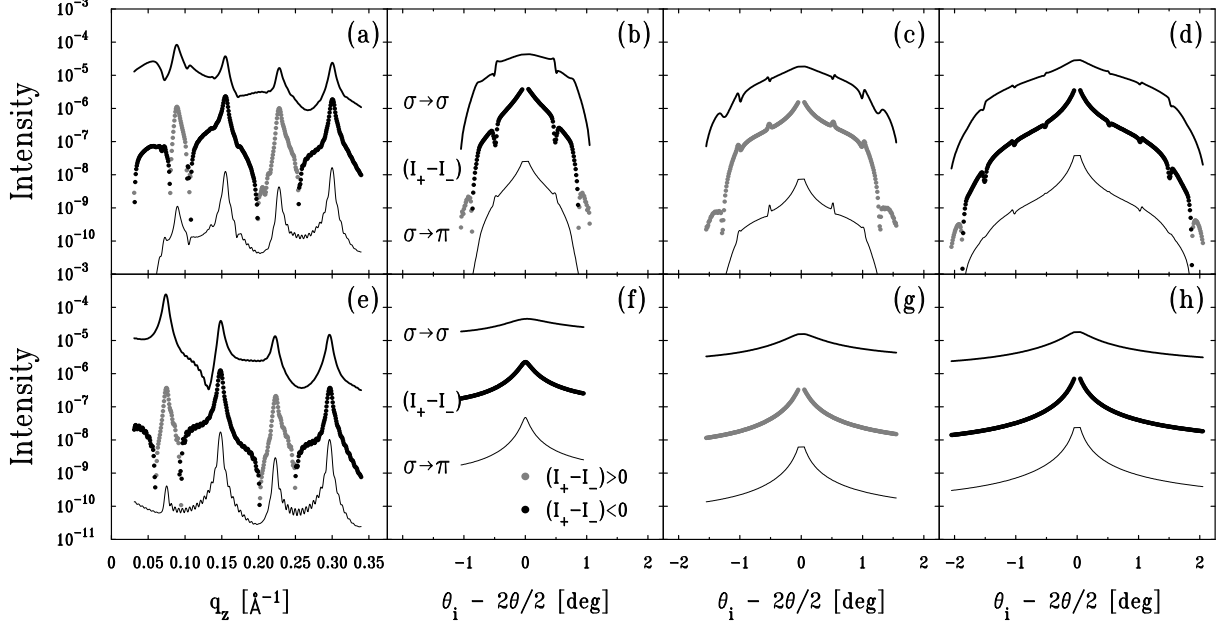 10⁻³
10⁻⁴
10⁻⁵
10⁻⁶
10⁻⁷
10⁻⁸
10⁻⁹
10⁻¹⁰
10⁻³
Intensity
(a)
(b)
(c)
(d)
σ→σ
(I₊−I₋)
σ→π
10⁻⁴
10⁻⁵
10⁻⁶
10⁻⁷
10⁻⁸
10⁻⁹
10⁻¹⁰
10⁻¹¹
Intensity
(e)
(f)
(g)
(h)
σ→σ
(I₊−I₋)
σ→π
(I₊−I₋)>0
(I₊−I₋)<0
0 0.05 0.10 0.15 0.20 0.25 0.30 0.35
−1 0 1 2
−1 0 1 2
−2 −1 0 1 2
q_z [Å⁻¹]
θᵢ − 2θ/2 [deg]
θᵢ − 2θ/2 [deg]
θᵢ − 2θ/2 [deg]